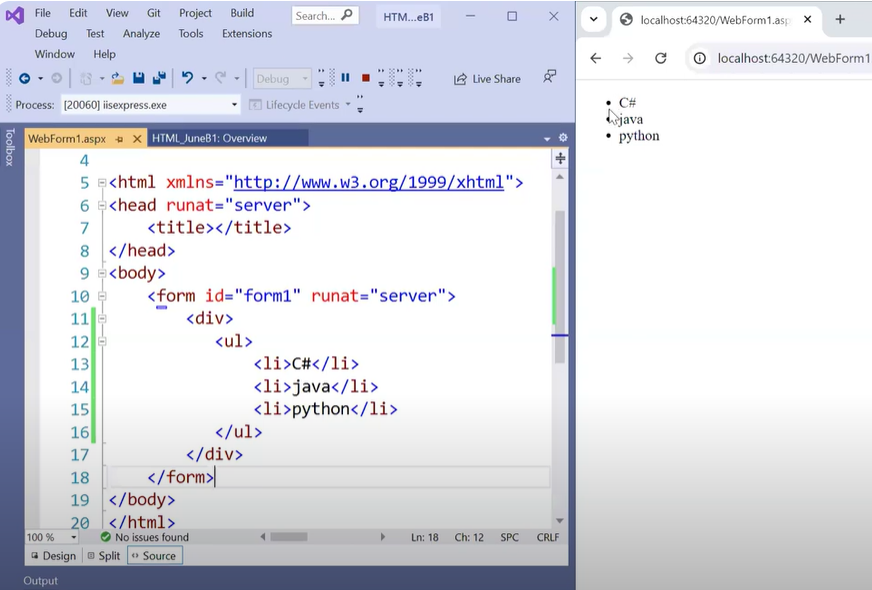 File Edit View Git Project Build Search... HTM...eB1
Debug Test Analyze Tools Extensions
Window Help
Debug Live Share
Process: [20060] iisexpress.exe Lifecycle Events
Toolbox
WebForm1.aspx HTML_JuneB1: Overview
4
5 <html xmlns="http://www.w3.org/1999/xhtml">
6 <head runat="server">
7 <title></title>
8 </head>
9 <body>
10 <form id="form1" runat="server">
11 <div>
12 <ul>
13 <li>C#</li>
14 <li>java</li>
15 <li>python</li>
16 </ul>
17 </div>
18 </form>
19 </body>
20 </html>
100 % No issues found Ln: 18 Ch: 12 SPC CRLF
Design Split Source
Output
localhost:64320/WebForm1.asp
localhost:64320/WebForm1
C#
java
python